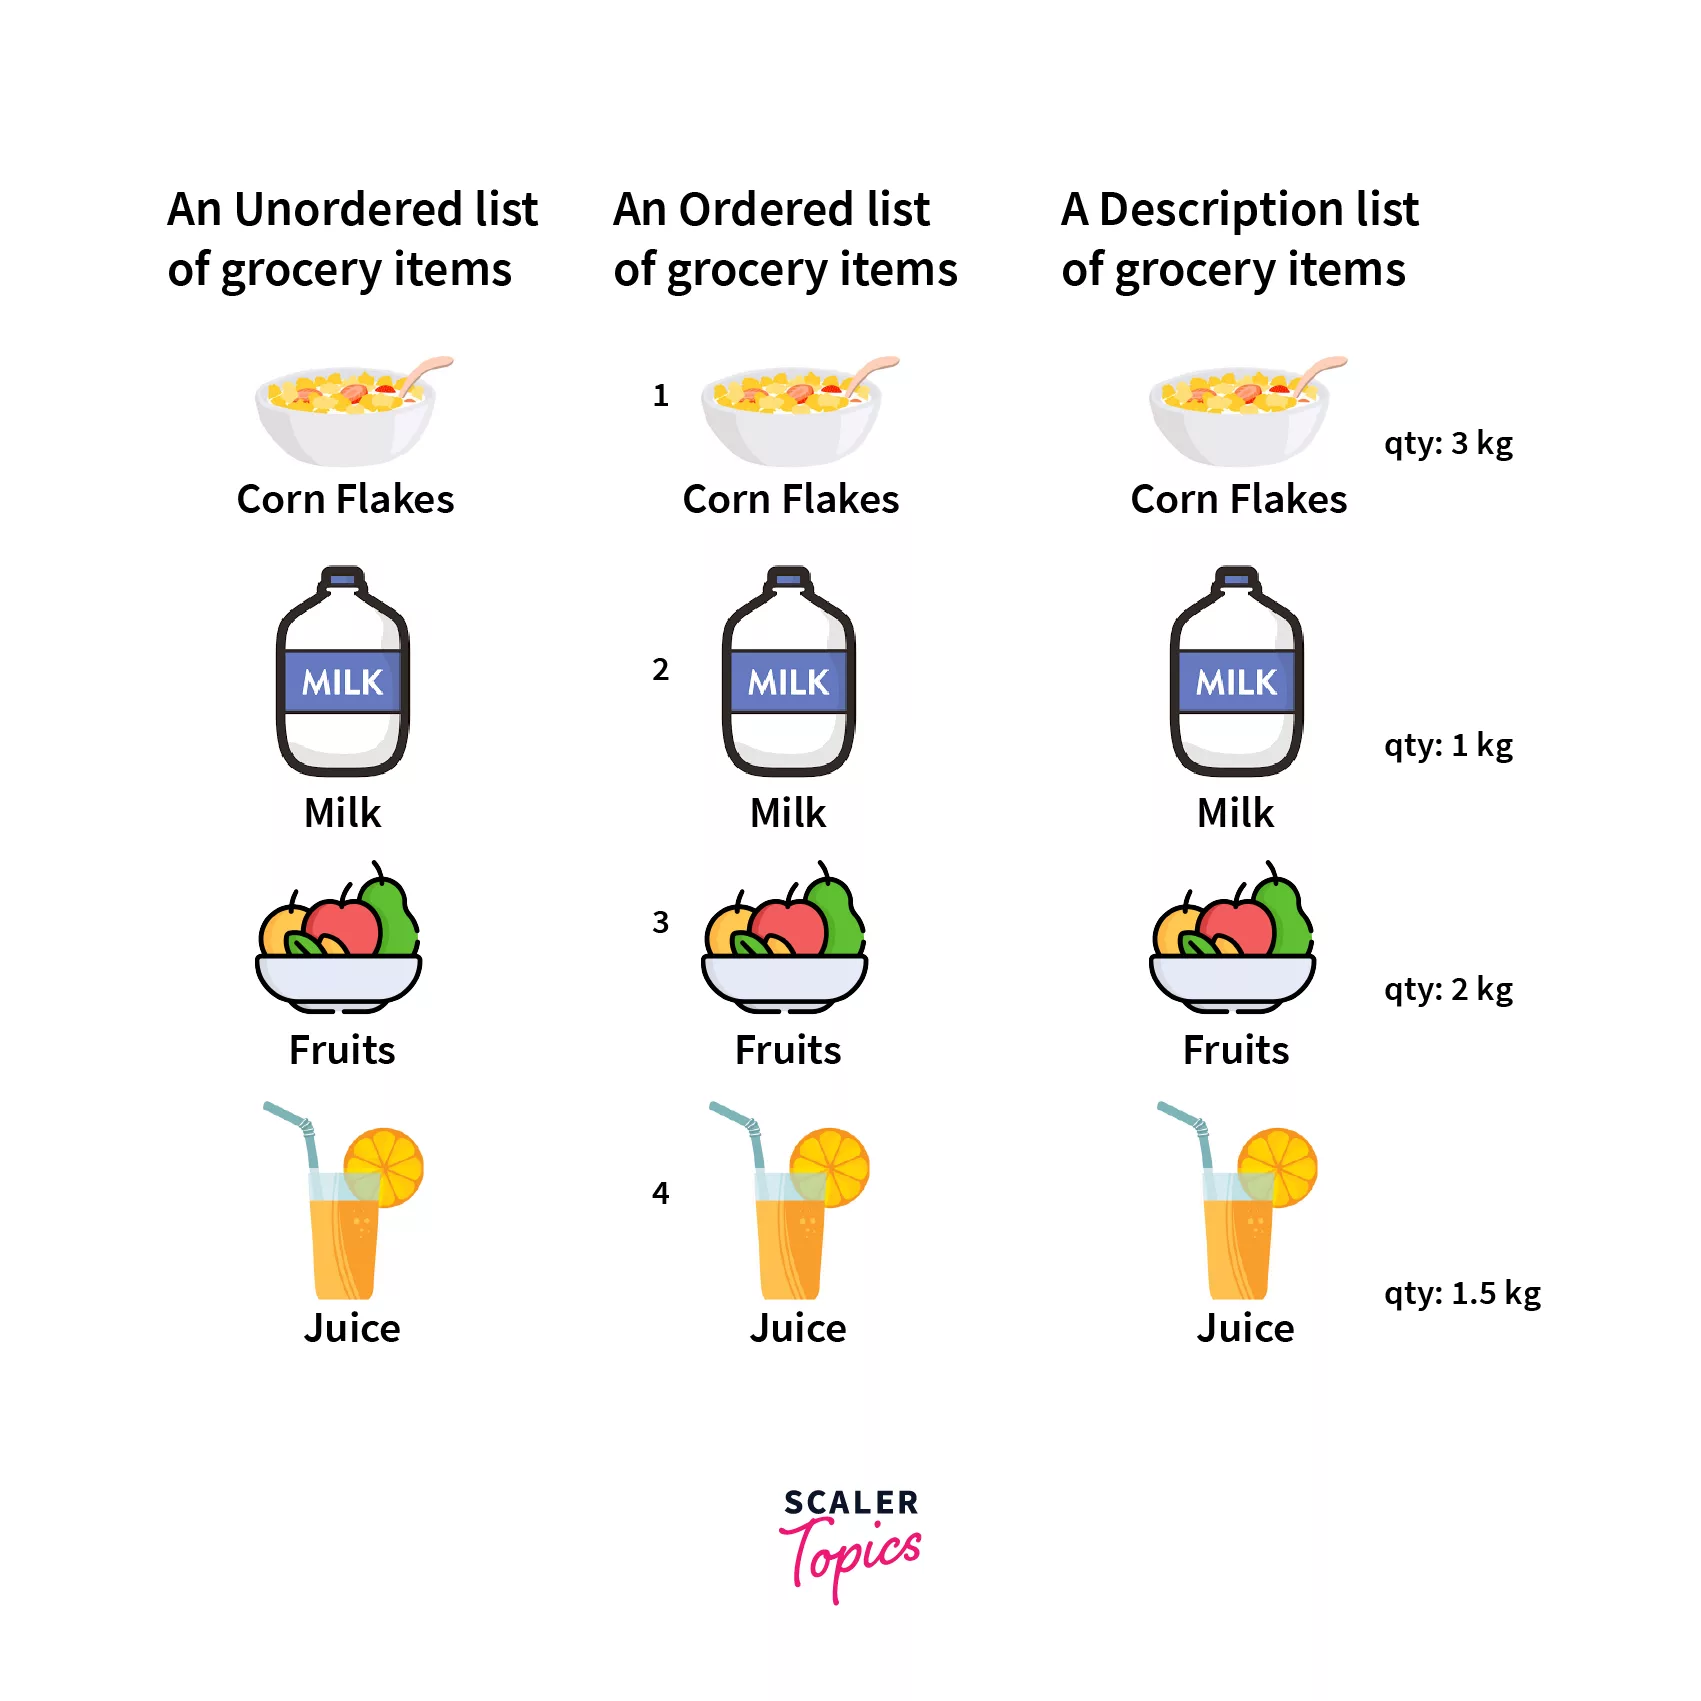 An Unordered list
of grocery items
Corn Flakes
MILK
Milk
Fruits
Juice
An Ordered list
of grocery items
1
Corn Flakes
2
MILK
Milk
3
Fruits
4
Juice
A Description list
of grocery items
Corn Flakes
qty: 3 kg
MILK
Milk
qty: 1 kg
Fruits
qty: 2 kg
Juice
qty: 1.5 kg
SCALER
Topics